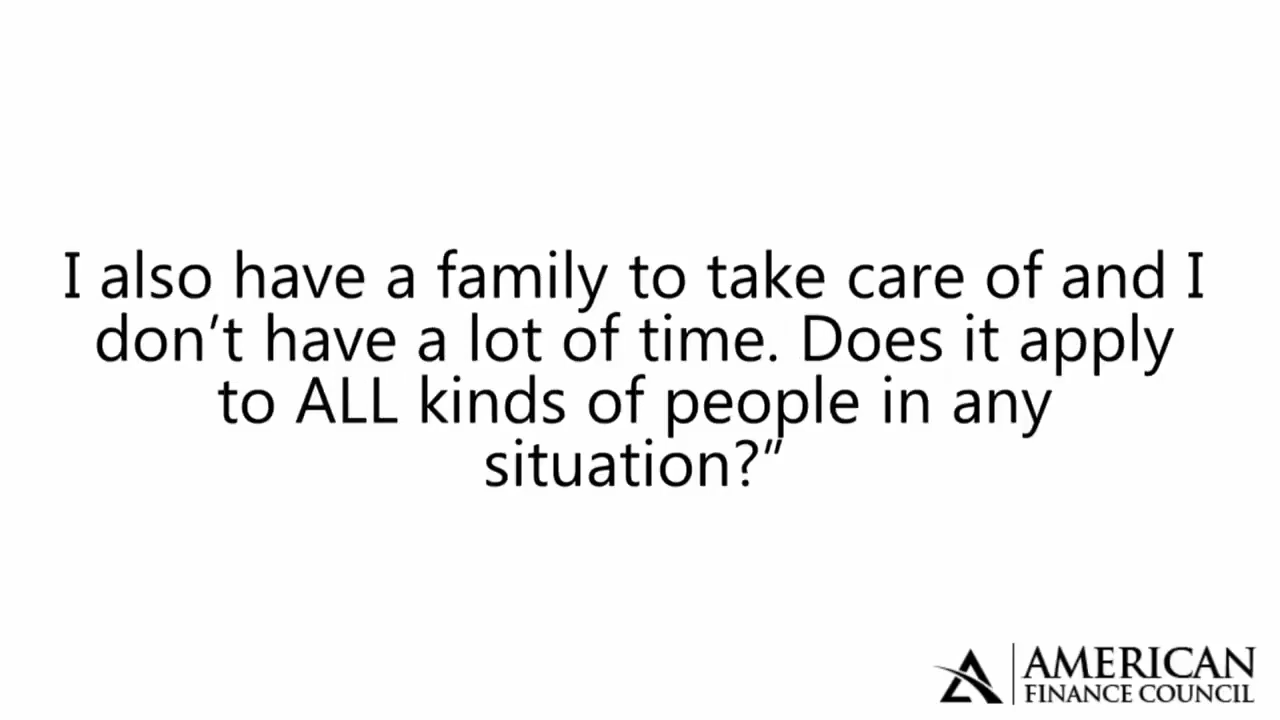 I also have a family to take care of and I
don’t have a lot of time. Does it apply
to ALL kinds of people in any
situation?”
AMERICAN
FINANCE COUNCIL